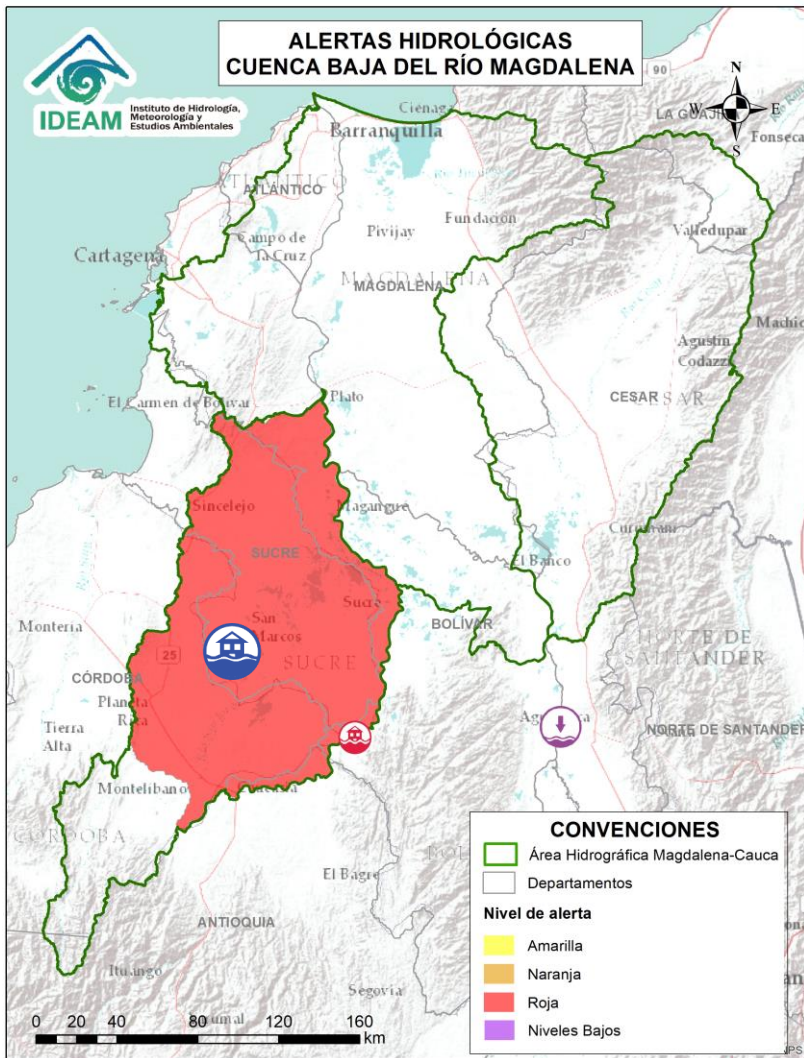 ALERTAS HIDROLÓGICAS
CUENCA BAJA DEL RÍO MAGDALENA
IDEAM
Instituto de Hidrología,
Meteorología y
Estudios Ambientales
N
W
E
S
90
LA GUAJIRA
Fonseca
Ciénaga
Barranquilla
ATLÁNTICO
ATLÁNTICO
Pivijay
Fundación
Valledupar
Cartagena
Campo de
la Cruz
MAGDALENA
MAGDALENA
Agustín
Codazzi
CESAR
CESAR
El Carmen de Bolívar
Plato
Sincelejo
Magangué
SUCRE
El Banco
Sucre
San
Marcos
BOLÍVAR
Montería
25
SUCRE
NORTE DE
SANTANDER
CÓRDOBA
Planeta
Rica
Tierra
Alta
NORTE DE SANTANDER
Montelíbano
CÓRDOBA
El Bagre
ANTIOQUIA
Ituango
Segovia
0
40
80
120
160
km
CONVENCIONES
Área Hidrográfica Magdalena-Cauca
Departamentos
Nivel de alerta
Amarilla
Naranja
Roja
Niveles Bajos